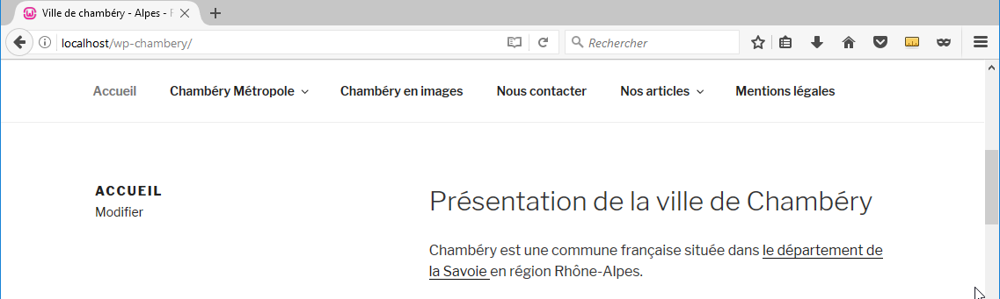 Ville de chambéry - Alpes -
localhost/wp-chambery/
Rechercher
Accueil Chambéry Métropole Chambéry en images Nous contacter Nos articles Mentions légales
ACCUEIL
Modifier
Présentation de la ville de Chambéry
Chambéry est une commune française située dans le département de
la Savoie en région Rhône-Alpes.